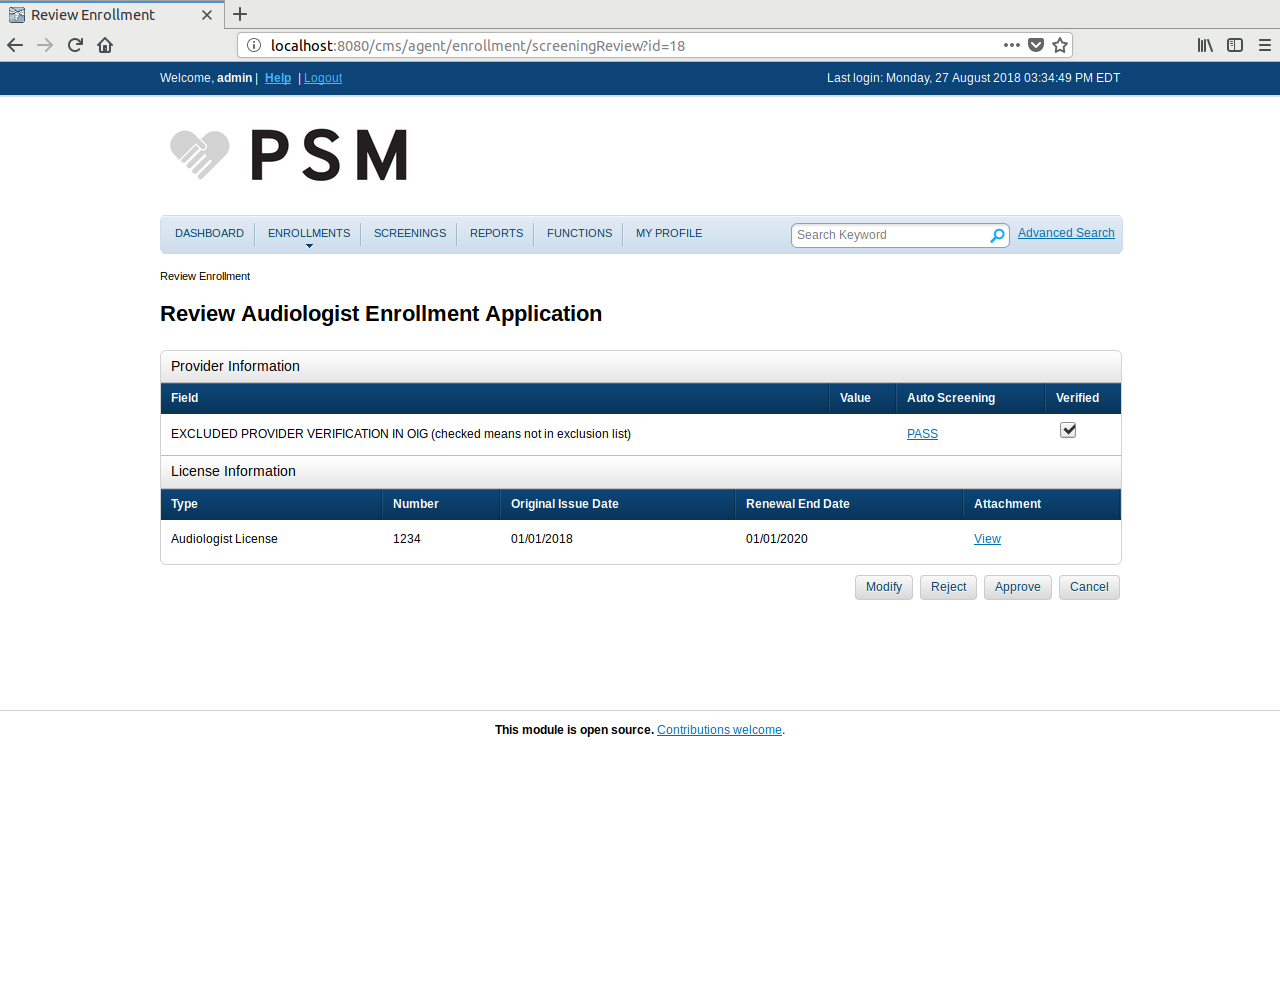 Review Enrollment
localhost:8080/cms/agent/enrollment/screeningReview?id=18
Welcome, admin | Help | Logout Last login: Monday, 27 August 2018 03:34:49 PM EDT
PSM
DASHBOARD ENROLLMENTS SCREENINGS REPORTS FUNCTIONS MY PROFILE Search Keyword Advanced Search
Review Enrollment
Review Audiologist Enrollment Application
Provider Information
Field Value Auto Screening Verified
EXCLUDED PROVIDER VERIFICATION IN OIG (checked means not in exclusion list) PASS
License Information
Type Number Original Issue Date Renewal End Date Attachment
Audiologist License 1234 01/01/2018 01/01/2020 View
Modify Reject Approve Cancel
This module is open source. Contributions welcome.